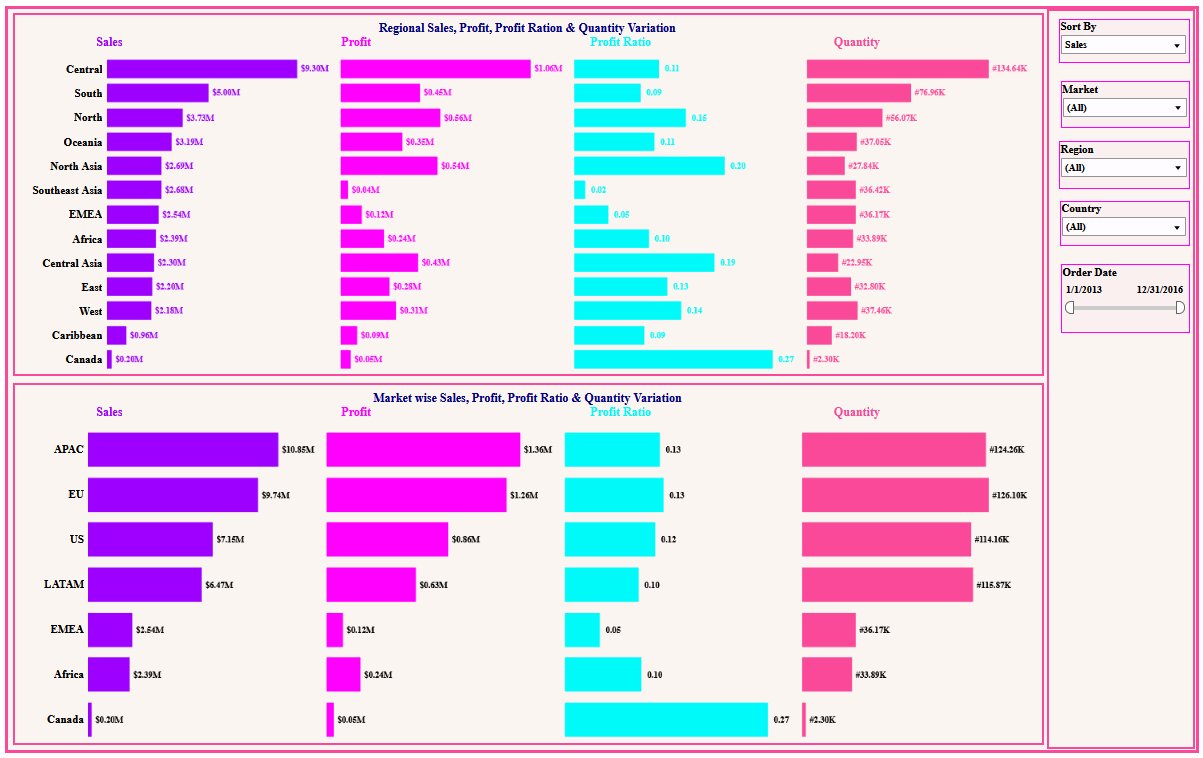 Regional Sales, Profit, Profit Ration & Quantity Variation
Sales Profit Profit Ratio Quantity
Central $9.30M $1.06M 0.11 #134.64K
South $5.00M $0.45M 0.09 #76.96K
North $3.73M $0.56M 0.15 #56.07K
Oceania $3.19M $0.35M 0.11 #37.05K
North Asia $2.69M $0.54M 0.20 #27.84K
Southeast Asia $2.68M $0.04M 0.02 #36.42K
EMEA $2.54M $0.12M 0.05 #36.17K
Africa $2.39M $0.24M 0.10 #33.89K
Central Asia $2.30M $0.43M 0.19 #22.95K
East $2.20M $0.28M 0.13 #32.80K
West $2.18M $0.31M 0.14 #37.46K
Caribbean $0.96M $0.09M 0.09 #18.20K
Canada $0.20M $0.05M 0.27 #2.30K
Market wise Sales, Profit, Profit Ratio & Quantity Variation
Sales Profit Profit Ratio Quantity
APAC $10.85M $1.36M 0.13 #124.26K
EU $9.74M $1.26M 0.13 #126.10K
US $7.15M $0.86M 0.12 #114.16K
LATAM $6.47M $0.63M 0.10 #115.87K
EMEA $2.54M $0.12M 0.05 #36.17K
Africa $2.39M $0.24M 0.10 #33.89K
Canada $0.20M $0.05M 0.27 #2.30K
Sort By
Sales
Market
(All)
Region
(All)
Country
(All)
Order Date
1/1/2013 12/31/2016